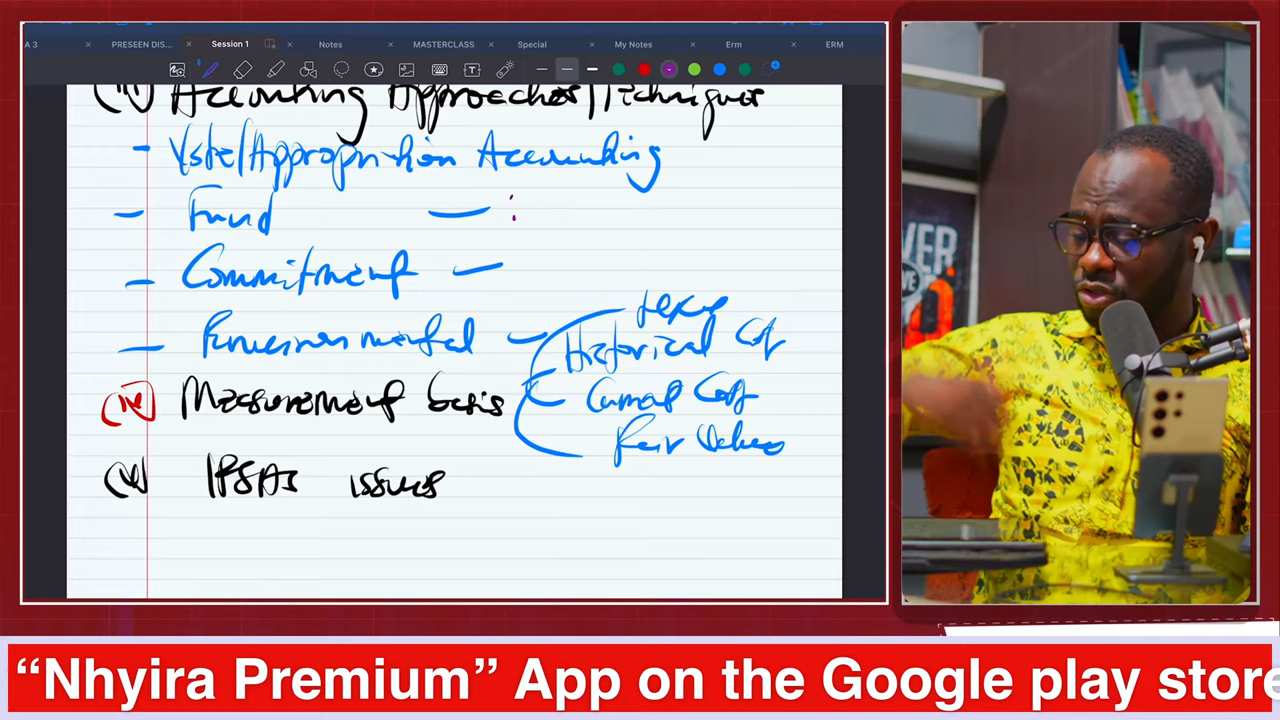 A 3 PRESEEN DIS... Session 1 Notes MASTERCLASS Special My Notes Erm ERM
(iii) Accounting Approaches/Techniques
- Vote/Appropriation Accounting
- Fund —
- Commitment —
- —
Historical Cost
(iv) Measurement basis
Current Cost
Fair Value
(v) IPSAS issues
“Nhyira Premium” App on the Google play store